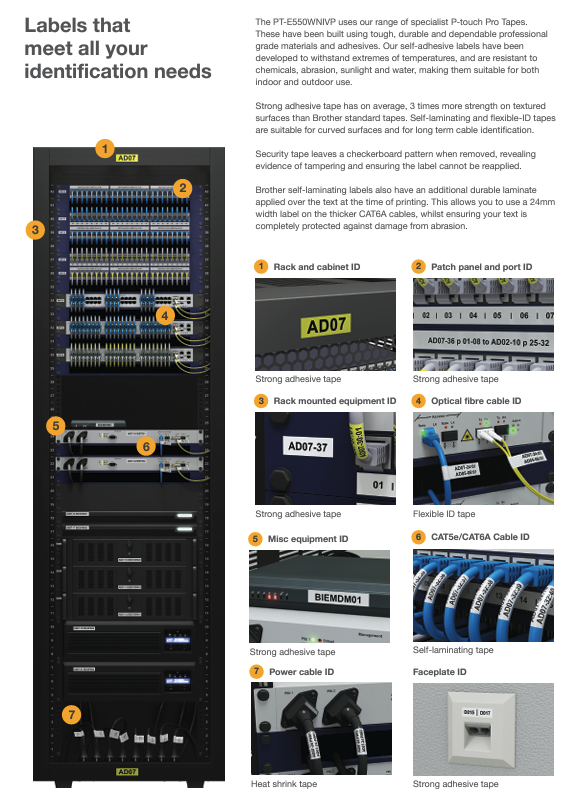 Labels that
meet all your
identification needs
The PT-E550WNIVP uses our range of specialist P-touch Pro Tapes.
These have been built using tough, durable and dependable professional
grade materials and adhesives. Our self-adhesive labels have been
developed to withstand extremes of temperatures, and are resistant to
chemicals, abrasion, sunlight and water, making them suitable for both
indoor and outdoor use.
Strong adhesive tape has on average, 3 times more strength on textured
surfaces than Brother standard tapes. Self-laminating and flexible-ID tapes
are suitable for curved surfaces and for long term cable identification.
Security tape leaves a checkerboard pattern when removed, revealing
evidence of tampering and ensuring the label cannot be reapplied.
Brother self-laminating labels also have an additional durable laminate
applied over the text at the time of printing. This allows you to use a 24mm
width label on the thicker CAT6A cables, whilst ensuring your text is
completely protected against damage from abrasion.
1
AD07
2
3
4
5
6
7
AD07
1 Rack and cabinet ID
AD07
Strong adhesive tape
2 Patch panel and port ID
02 03 04 05 06 07
AD07-36 p 01-08 to AD02-10 p 25-32
Strong adhesive tape
3 Rack mounted equipment ID
AD07-37
01
Strong adhesive tape
4 Optical fibre cable ID
Flexible ID tape
5 Misc equipment ID
BIEMDM01
Management
Strong adhesive tape
6 CAT5e/CAT6A Cable ID
Self-laminating tape
7 Power cable ID
Heat shrink tape
Faceplate ID
D015 D017
Strong adhesive tape